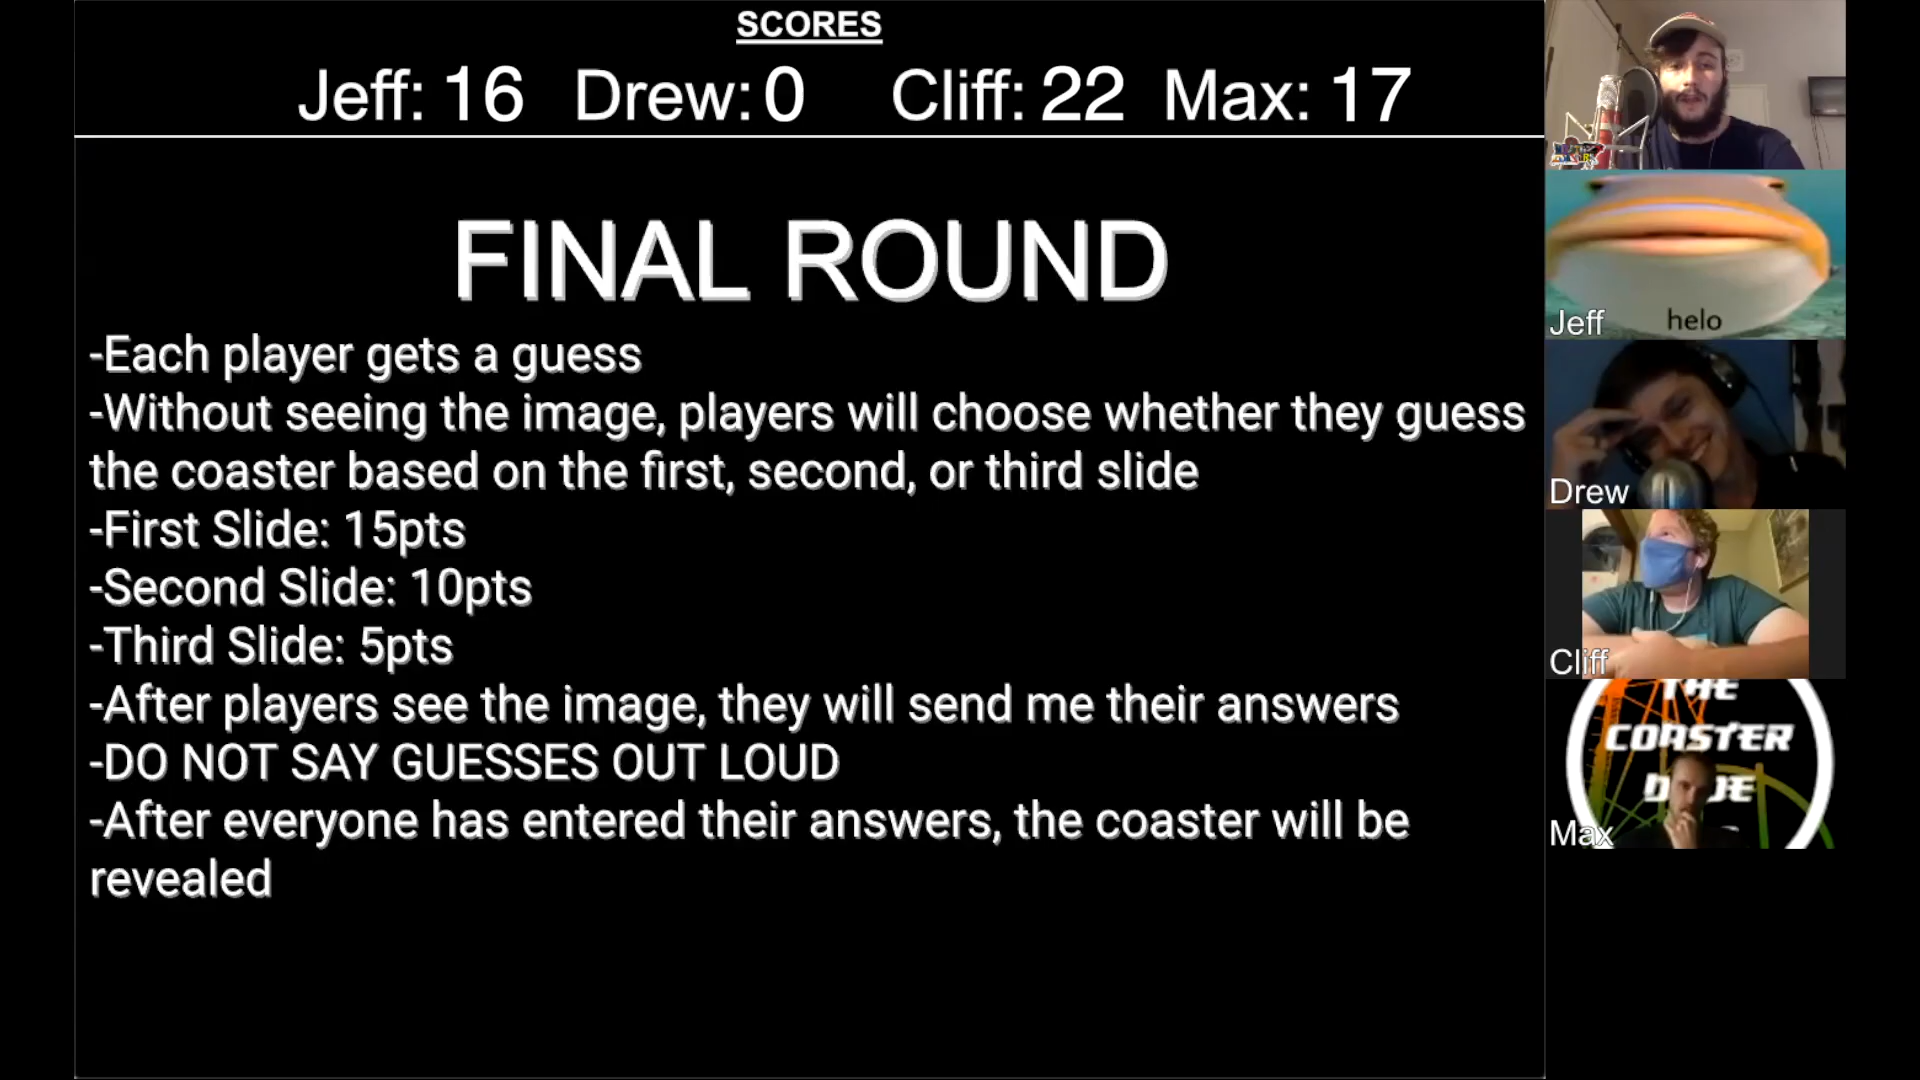 SCORES
Jeff: 16 Drew: 0 Cliff: 22 Max: 17
FINAL ROUND
-Each player gets a guess
-Without seeing the image, players will choose whether they guess
the coaster based on the first, second, or third slide
-First Slide: 15pts
-Second Slide: 10pts
-Third Slide: 5pts
-After players see the image, they will send me their answers
-DO NOT SAY GUESSES OUT LOUD
-After everyone has entered their answers, the coaster will be
revealed
Jeff
helo
Drew
Cliff
THE
COASTER
Max